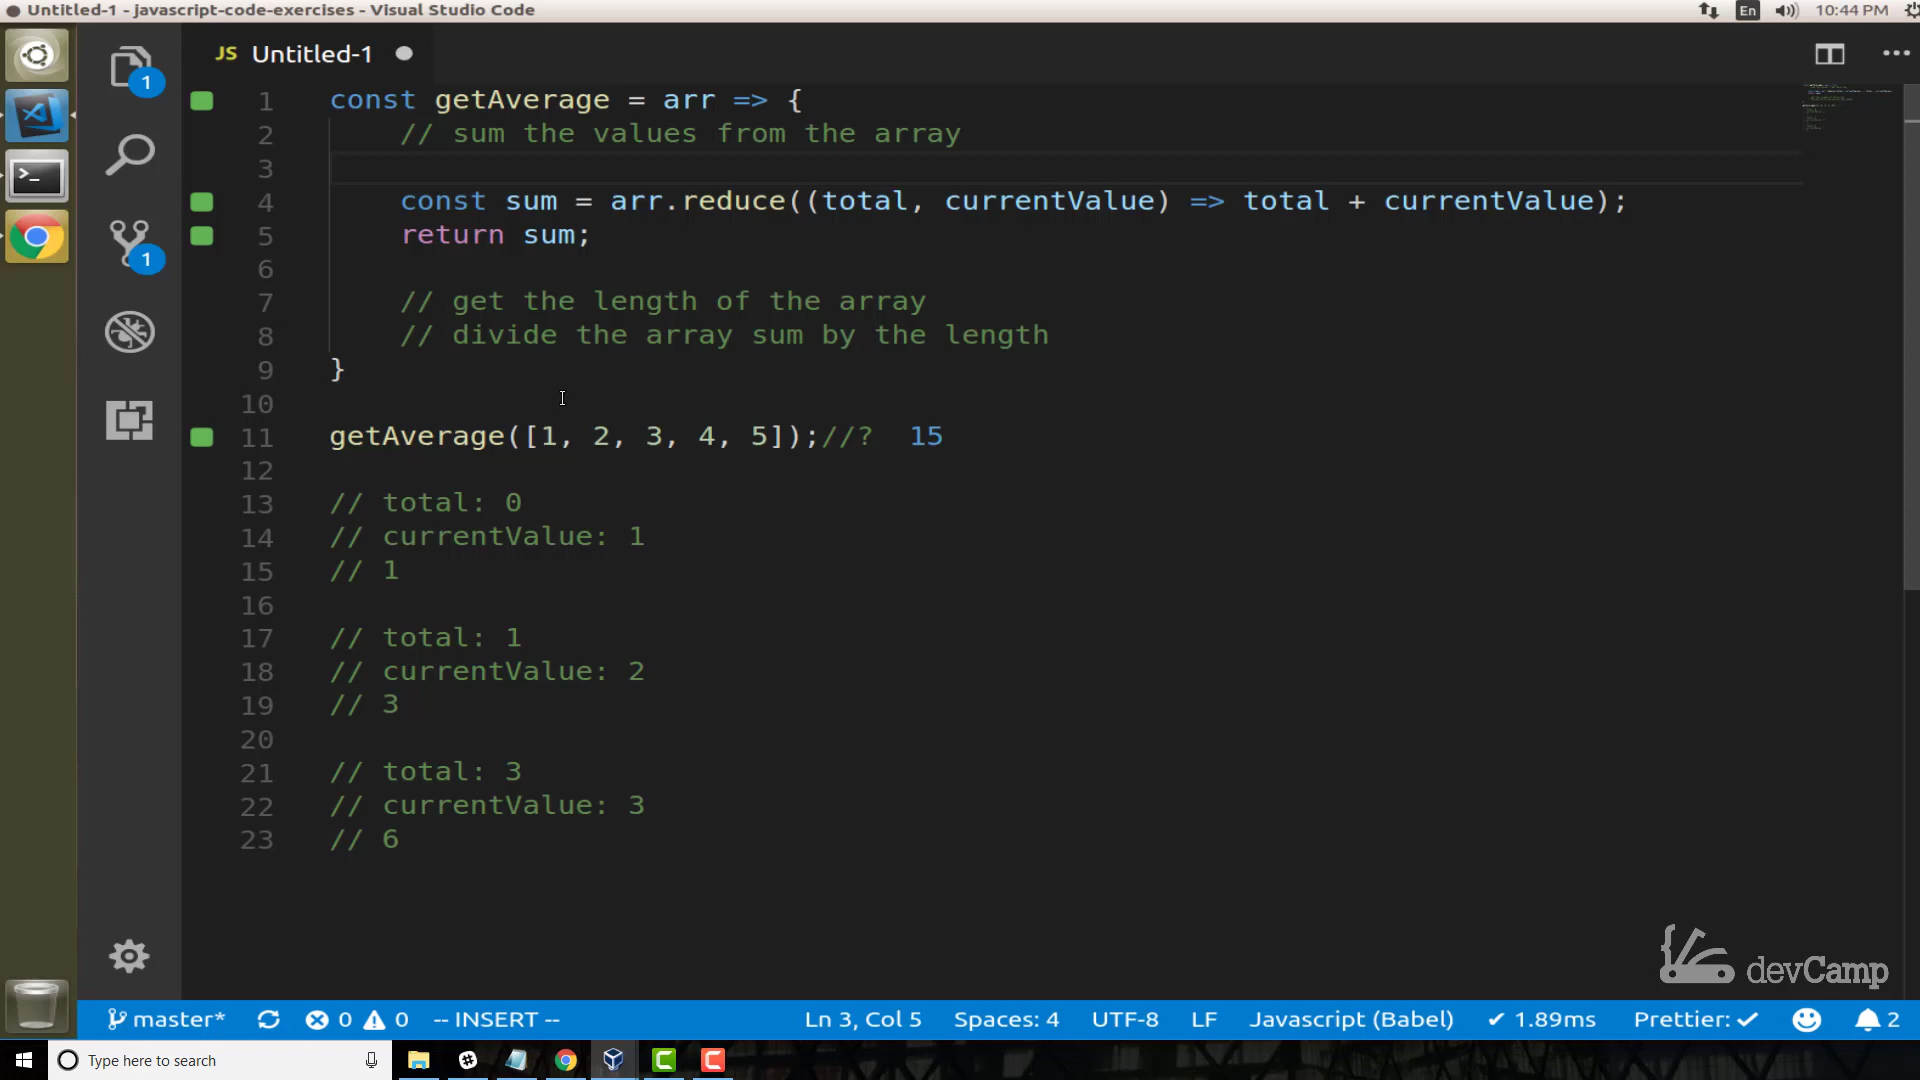 Untitled-1 - javascript-code-exercises - Visual Studio Code
En
10:44 PM
1
JS Untitled-1
1 const getAverage = arr => {
2 // sum the values from the array
3
4 const sum = arr.reduce((total, currentValue) => total + currentValue);
5 return sum;
6
7 // get the length of the array
8 // divide the array sum by the length
9 }
10
11 getAverage([1, 2, 3, 4, 5]);//? 15
12
13 // total: 0
14 // currentValue: 1
15 // 1
16
17 // total: 1
18 // currentValue: 2
19 // 3
20
21 // total: 3
22 // currentValue: 3
23 // 6
1
devCamp
master* 0 0 -- INSERT -- Ln 3, Col 5 Spaces: 4 UTF-8 LF Javascript (Babel) ✔ 1.89ms Prettier: ✔ 2
Type here to search